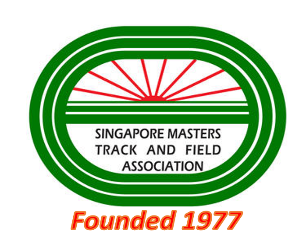 SINGAPORE MASTERS
TRACK AND FIELD
ASSOCIATION
Founded 1977